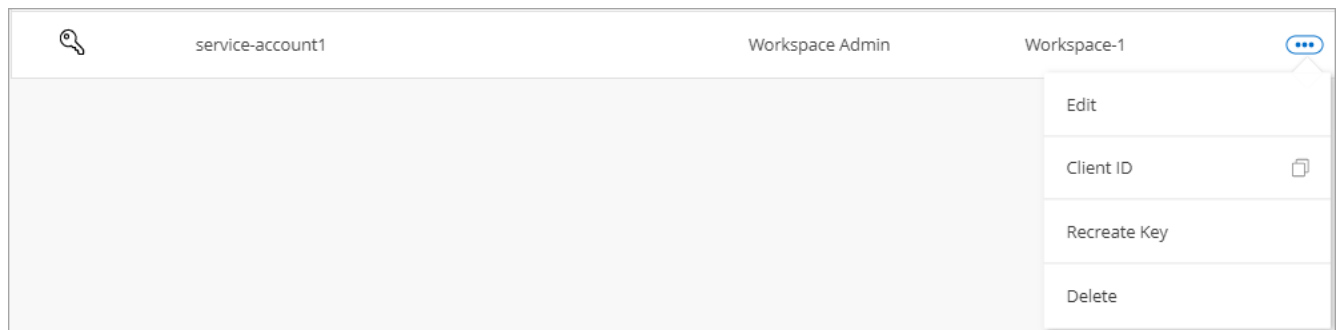 service-account1 Workspace Admin Workspace-1
Edit
Client ID
Recreate Key
Delete